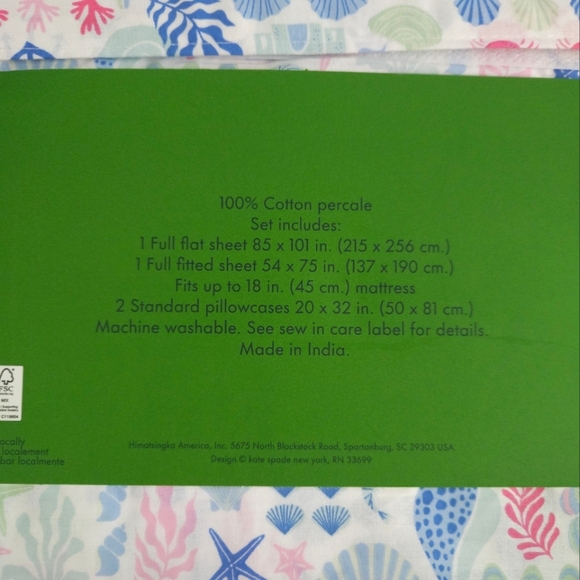 100% Cotton percale
Set includes:
1 Full flat sheet 85 x 101 in. (215 x 256 cm.)
1 Full fitted sheet 54 x 75 in. (137 x 190 cm.)
Fits up to 18 in. (45 cm.) mattress
2 Standard pillowcases 20 x 32 in. (50 x 81 cm.)
Machine washable. See sew in care label for details.
Made in India.
FSC
MIX
ocally
localement
bar localmente
Himatsingka America, Inc. 5675 North Blackstock Road, Spartanburg, SC 29303 USA
Design © kate spade new york, RN 33699